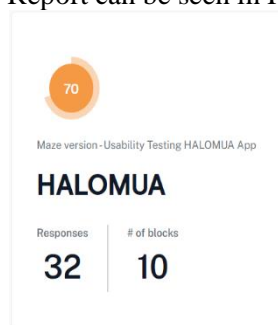 Report can be seen in
70
Maze version - Usability Testing HALOMUA App
HALOMUA
Responses # of blocks
32 10